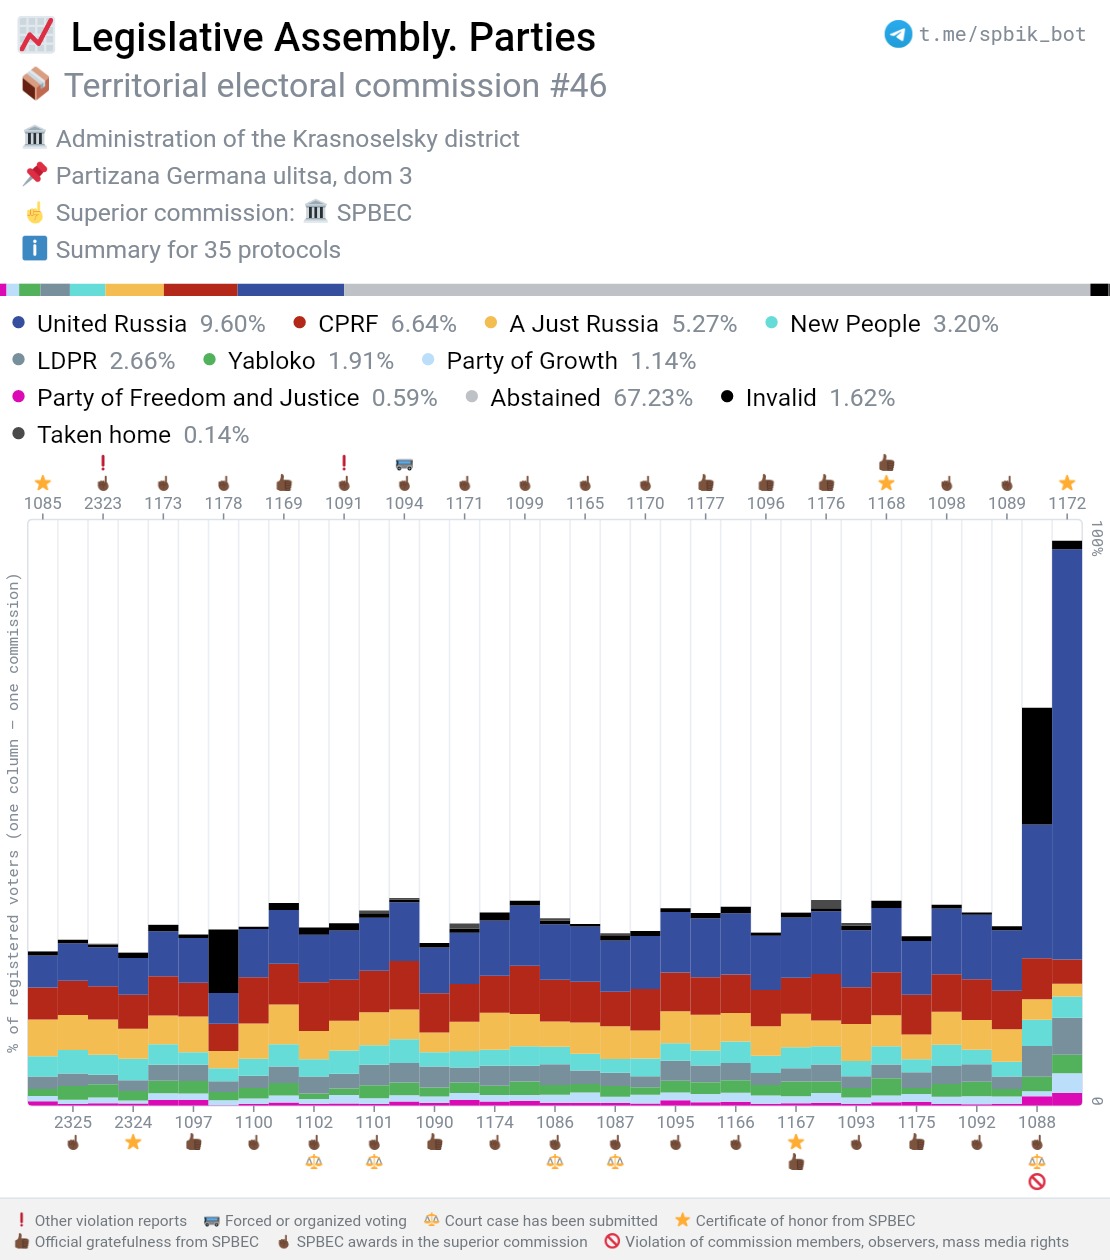 Legislative Assembly. Parties
t.me/spbik_bot
Territorial electoral commission #46
Administration of the Krasnoselsky district
Partizana Germana ulitsa, dom 3
Superior commission: SPBEC
Summary for 35 protocols
United Russia 9.60% CPRF 6.64% A Just Russia 5.27% New People 3.20%
LDPR 2.66% Yabloko 1.91% Party of Growth 1.14%
Party of Freedom and Justice 0.59% Abstained 67.23% Invalid 1.62%
Taken home 0.14%
1085 2323 1173 1178 1169 1091 1094 1171 1099 1165 1170 1177 1096 1176 1168 1098 1089 1172
100%
% of registered voters (one column – one commission)
0
2325 2324 1097 1100 1102 1101 1090 1174 1086 1087 1095 1166 1167 1093 1175 1092 1088
Other violation reports Forced or organized voting Court case has been submitted Certificate of honor from SPBEC
Official gratefulness from SPBEC SPBEC awards in the superior commission Violation of commission members, observers, mass media rights